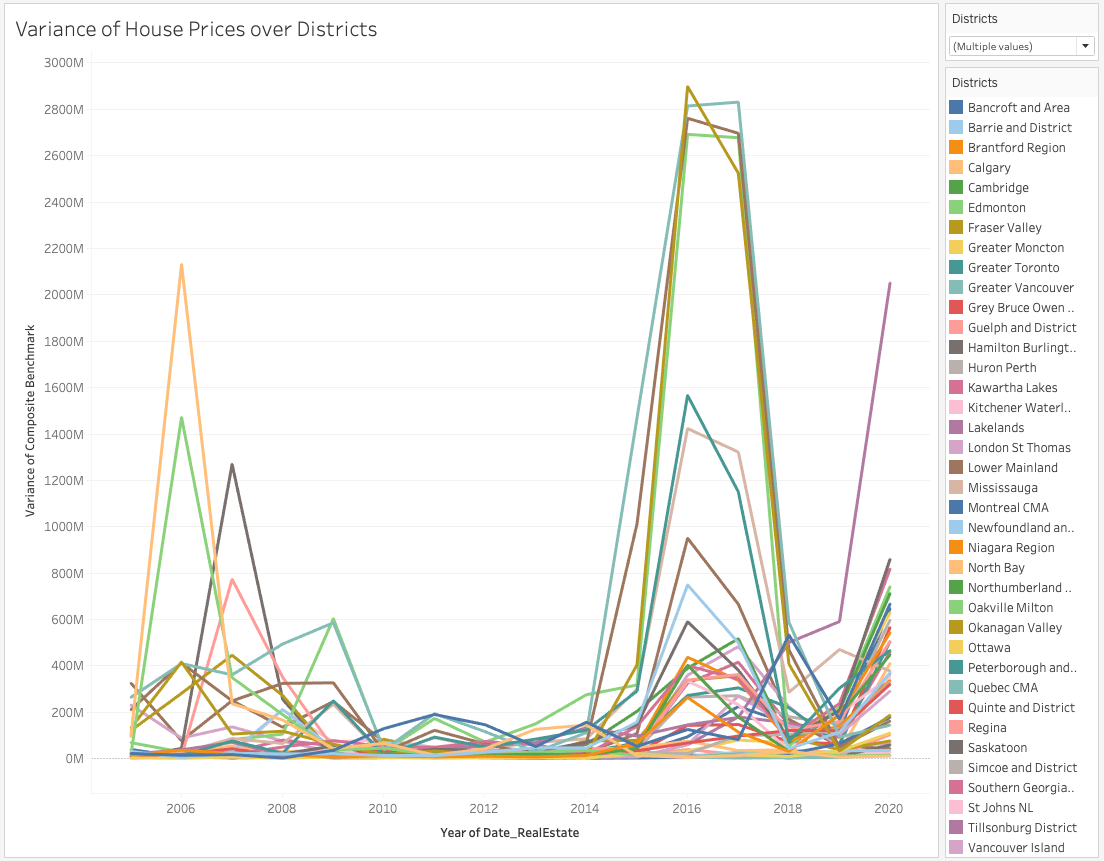 Variance of House Prices over Districts
Districts
(Multiple values)
3000M
2800M
2600M
2400M
2200M
2000M
1800M
1600M
1400M
1200M
1000M
800M
600M
400M
200M
0M
Variance of Composite Benchmark
2006
2008
2010
2012
2014
2016
2018
2020
Year of Date_RealEstate
Districts
Bancroft and Area
Barrie and District
Brantford Region
Calgary
Cambridge
Edmonton
Fraser Valley
Greater Moncton
Greater Toronto
Greater Vancouver
Grey Bruce Owen ..
Guelph and District
Hamilton Burlingt..
Huron Perth
Kawartha Lakes
Kitchener Waterl..
Lakelands
London St Thomas
Lower Mainland
Mississauga
Montreal CMA
Newfoundland an..
Niagara Region
North Bay
Northumberland ..
Oakville Milton
Okanagan Valley
Ottawa
Peterborough and..
Quebec CMA
Quinte and District
Regina
Saskatoon
Simcoe and District
Southern Georgia..
St Johns NL
Tillsonburg District
Vancouver Island